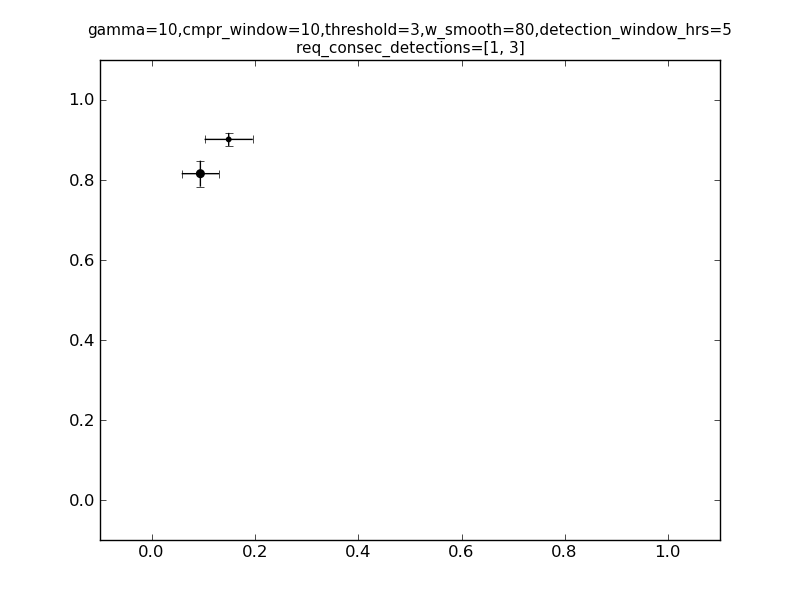 gamma=10,cmpr_window=10,threshold=3,w_smooth=80,detection_window_hrs=5
req_consec_detections=[1, 3]
1.0
0.8
0.6
0.4
0.2
0.0
0.0 0.2 0.4 0.6 0.8 1.0